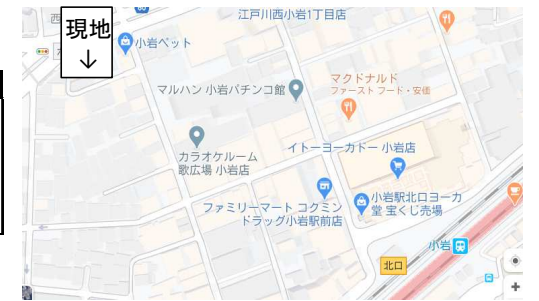 江戸川西小岩1丁目店
現地
↓
小岩ペット
マクドナルド
ファースト フード・安価
マルハン 小岩パチンコ館
イトーヨーカドー 小岩店
カラオケルーム
歌広場 小岩店
小岩駅北口ヨーカ
堂 宝くじ売場
ファミリーマート コクミン
ドラッグ小岩駅前店
小岩
北口